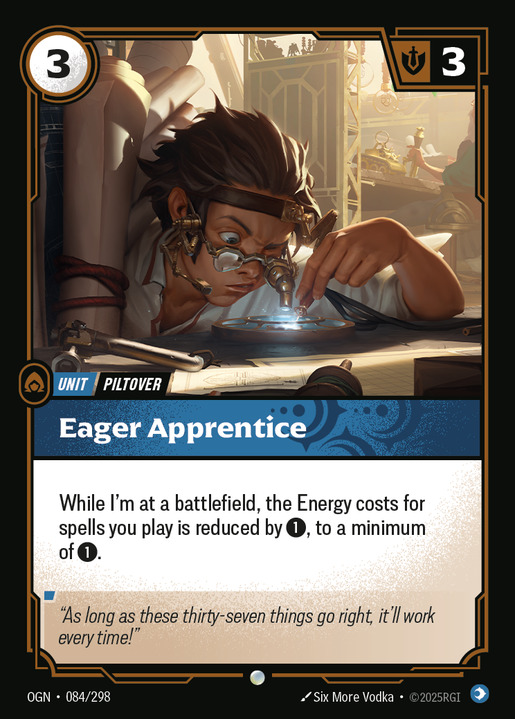 3
3
UNIT PILTOVER
Eager Apprentice
While I’m at a battlefield, the Energy costs for
spells you play is reduced by 1, to a minimum
of 1.
“As long as these thirty-seven things go right, it’ll work
every time!”
OGN • 084/298
Six More Vodka • ©2025RGI